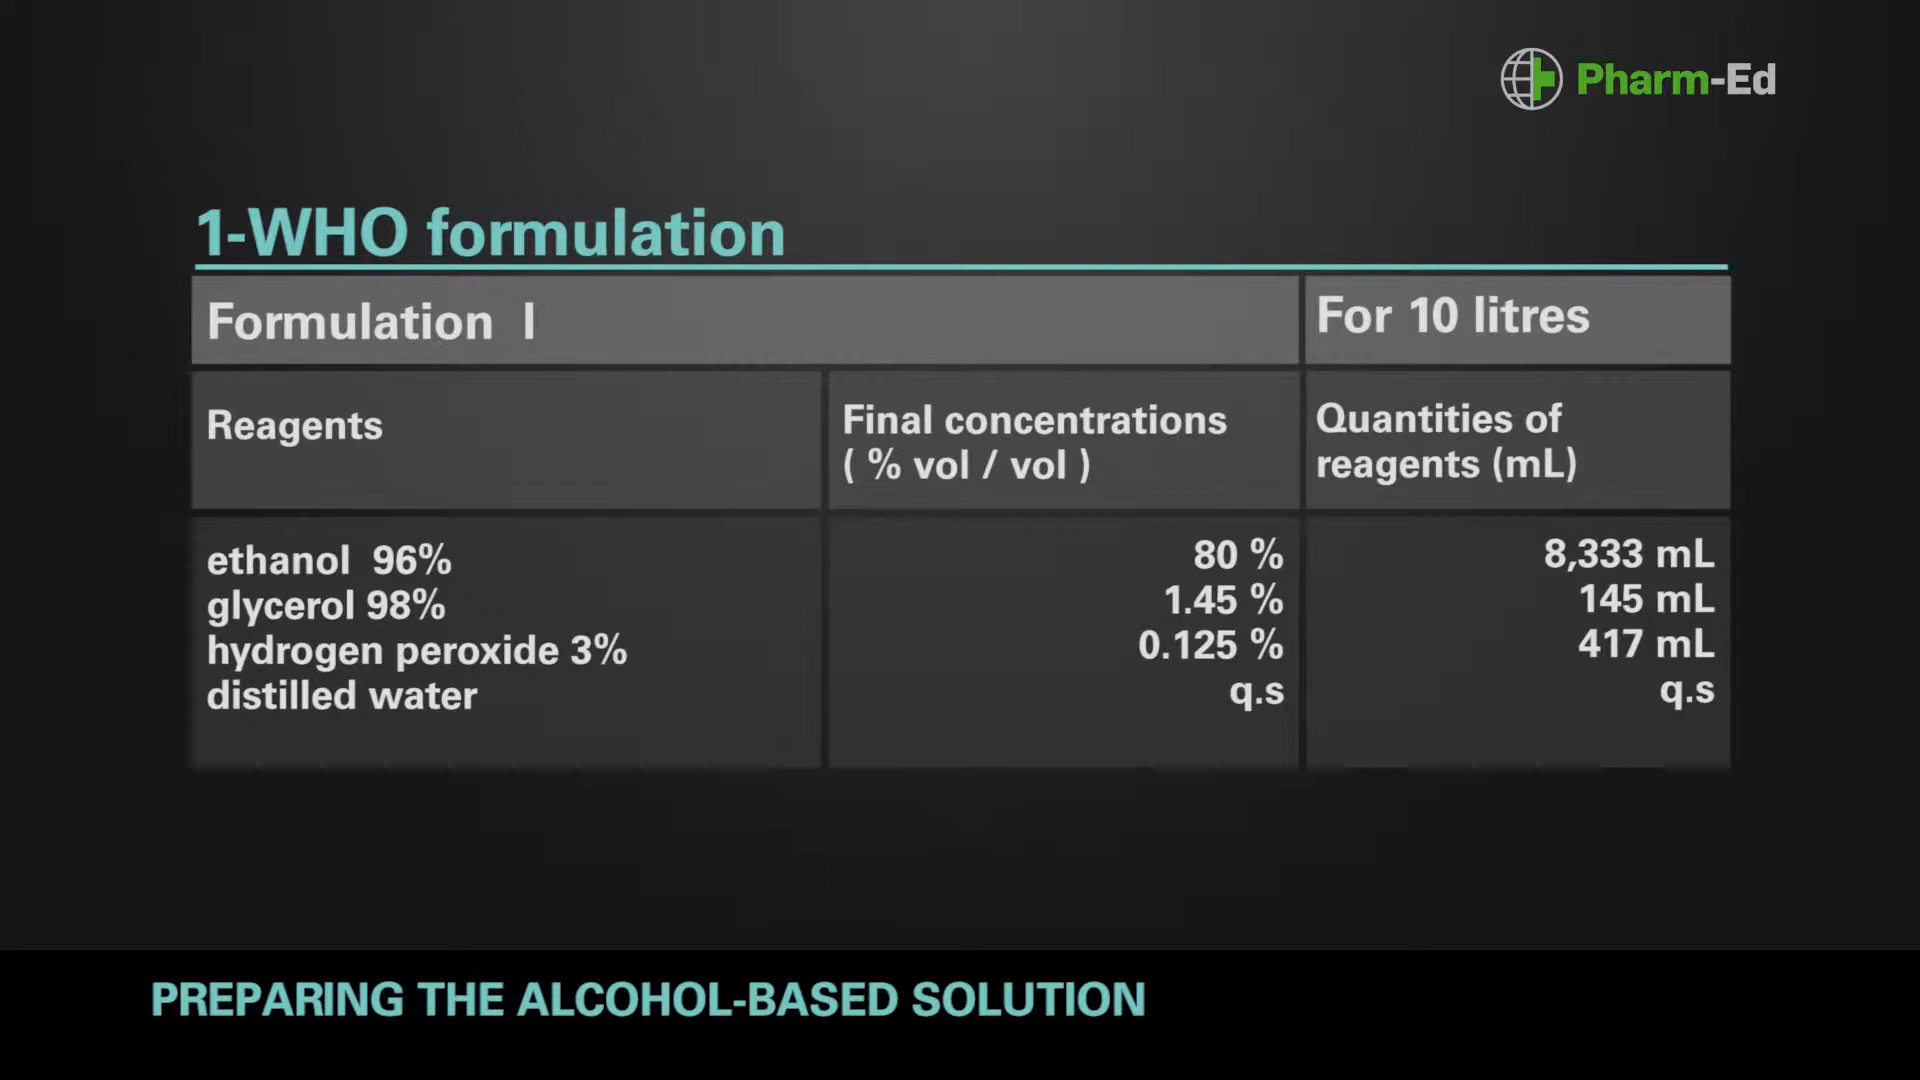 Pharm-Ed
1-WHO formulation
Formulation I
For 10 litres
Reagents
Final concentrations
( % vol / vol )
Quantities of
reagents (mL)
ethanol 96%
80 %
8,333 mL
glycerol 98%
1.45 %
145 mL
hydrogen peroxide 3%
0.125 %
417 mL
distilled water
q.s
q.s
PREPARING THE ALCOHOL-BASED SOLUTION